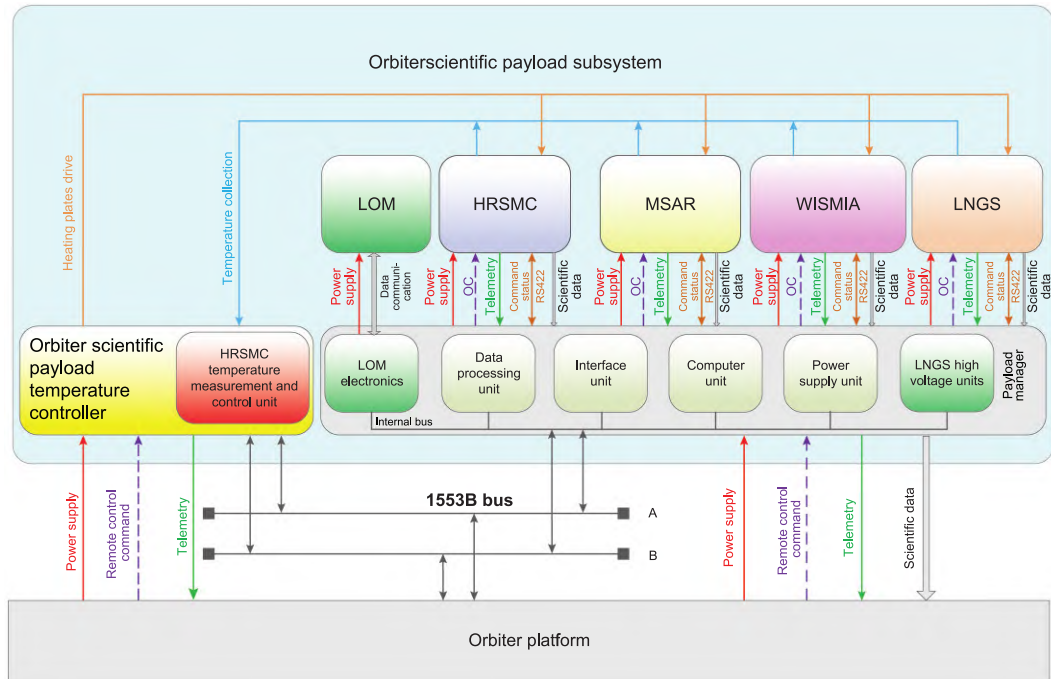 Orbiterscientific payload subsystem
Heating plates drive
Temperature collection
LOM
HRSMC
MSAR
WISMIA
LNGS
Power
supply
Data
communi-
cation
Power
supply
OC
Telemetry
Command
status
RS422
Scientific
data
Power
supply
OC
Telemetry
Command
status
RS422
Scientific
data
Power
supply
OC
Telemetry
Command
status
RS422
Scientific
data
Power
supply
OC
Telemetry
Command
status
RS422
Scientific
data
Orbiter scientific
payload
temperature
controller
HRSMC
temperature
measurement and
control unit
LOM
electronics
Data
processing
unit
Interface
unit
Computer
unit
Power
supply unit
LNGS high
voltage units
Payload
manager
Internal bus
Power supply
Remote control
command
Telemetry
1553B bus
A
B
Power supply
Remote control
command
Telemetry
Scientific data
Orbiter platform